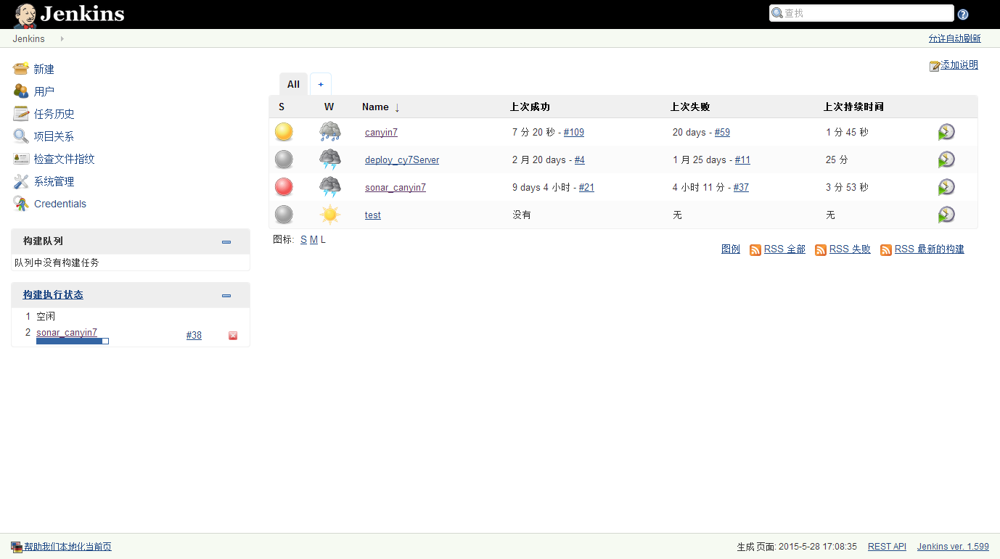 Jenkins
查找
Jenkins
允许自动刷新
添加说明
新建
用户
任务历史
项目关系
检查文件指纹
系统管理
Credentials
构建队列
队列中没有构建任务
构建执行状态
1 空闲
2 sonar_canyin7 #38
All +
S W Name ↓ 上次成功 上次失败 上次持续时间
canyin7 7 分 20 秒 - #109 20 days - #59 1 分 45 秒
deploy_cy7Server 2 月 20 days - #4 1 月 25 days - #11 25 分
sonar_canyin7 9 days 4 小时 - #21 4 小时 11 分 - #37 3 分 53 秒
test 没有 无 无
图标: S M L
图例 RSS 全部 RSS 失败 RSS 最新的构建
帮助我们本地化当前页 生成页面: 2015-5-28 17:08:35 REST API Jenkins ver. 1.599